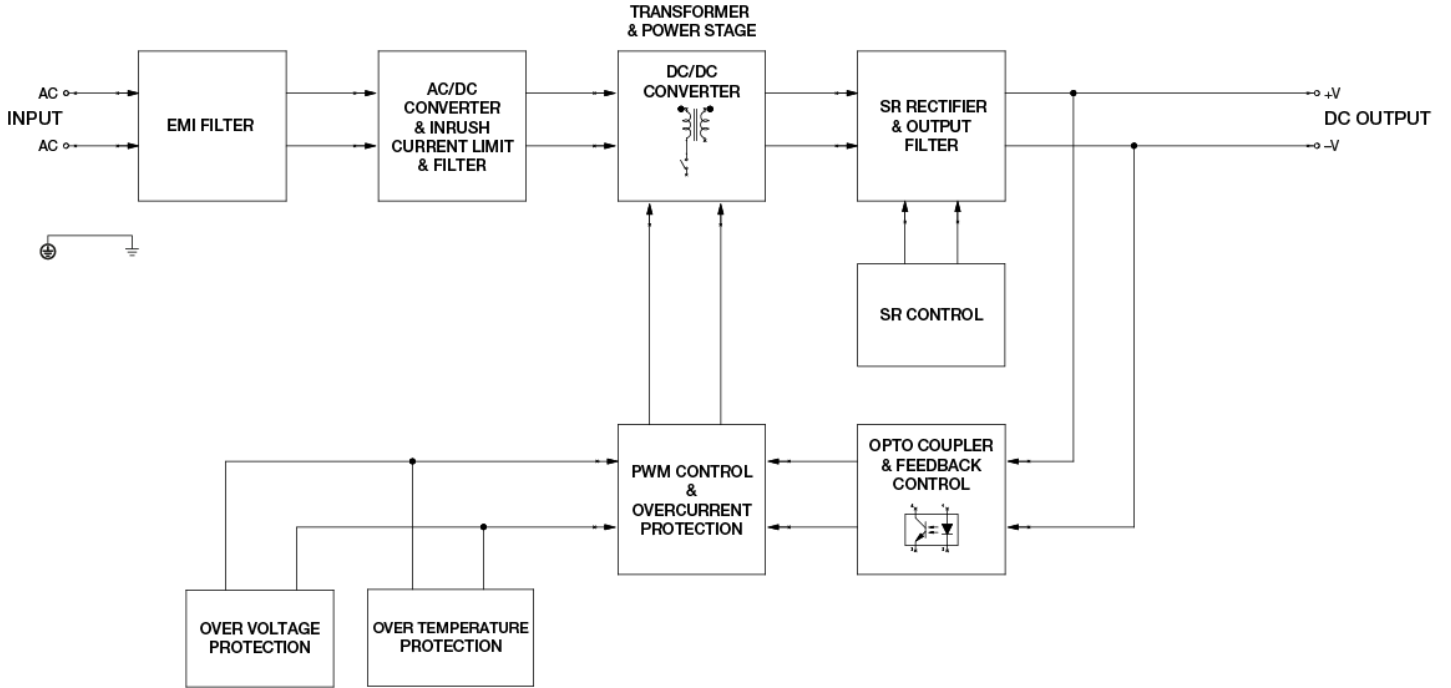 TRANSFORMER
& POWER STAGE
AC
INPUT
AC
EMI FILTER
AC/DC
CONVERTER
& INRUSH
CURRENT LIMIT
& FILTER
DC/DC
CONVERTER
SR RECTIFIER
& OUTPUT
FILTER
+V
DC OUTPUT
–V
SR CONTROL
PWM CONTROL
&
OVERCURRENT
PROTECTION
OPTO COUPLER
& FEEDBACK
CONTROL
OVER VOLTAGE
PROTECTION
OVER TEMPERATURE
PROTECTION